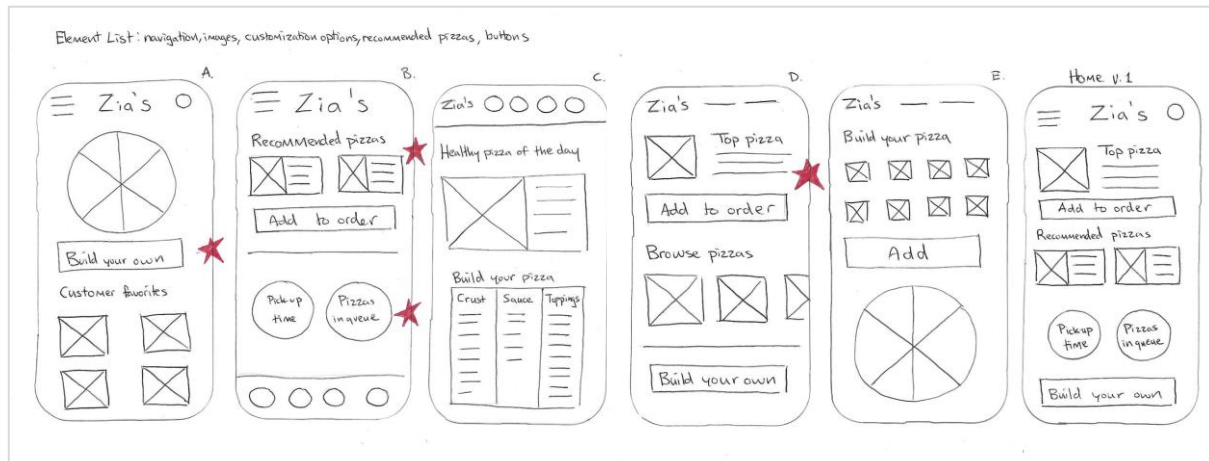 Element List: navigation, images, customization options, recommended pizzas, buttons
A.
Zia's
Build your own
Customer favorites
B.
Zia's
Recommended pizzas
Add to order
Pick up
time
Pizzas
in queue
C.
Zia's
Healthy pizza of the day
Build your pizza
Crust Sauce Toppings
D.
Zia's
Top pizza
Add to order
Browse pizzas
Build your own
E.
Zia's
Build your pizza
Add
Home v.1
Zia's
Top pizza
Add to order
Recommended pizzas
Pick up
time
Pizzas
in queue
Build your own